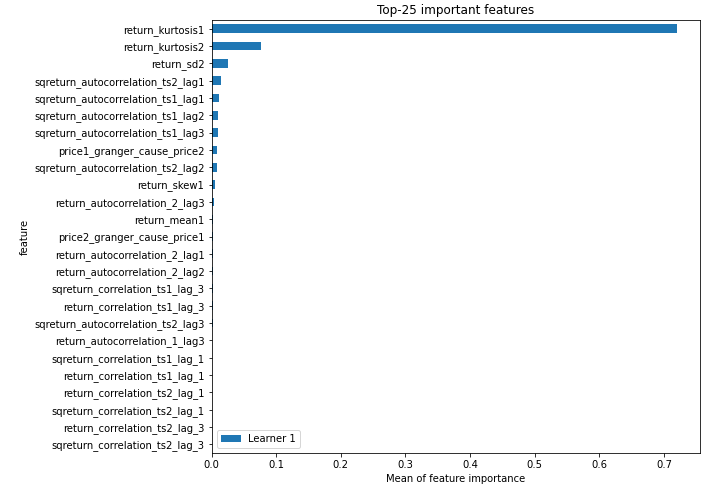 Top-25 important features
return_kurtosis1
return_kurtosis2
return_sd2
sqreturn_autocorrelation_ts2_lag1
sqreturn_autocorrelation_ts1_lag1
sqreturn_autocorrelation_ts1_lag2
sqreturn_autocorrelation_ts1_lag3
price1_granger_cause_price2
sqreturn_autocorrelation_ts2_lag2
return_skew1
return_autocorrelation_2_lag3
return_mean1
price2_granger_cause_price1
return_autocorrelation_2_lag1
return_autocorrelation_2_lag2
sqreturn_correlation_ts1_lag_3
return_correlation_ts1_lag_3
sqreturn_autocorrelation_ts2_lag3
return_autocorrelation_1_lag3
sqreturn_correlation_ts1_lag_1
return_correlation_ts1_lag_1
return_correlation_ts2_lag_1
sqreturn_correlation_ts2_lag_1
return_correlation_ts2_lag_3
sqreturn_correlation_ts2_lag_3
feature
Learner 1
0.0 0.1 0.2 0.3 0.4 0.5 0.6 0.7
Mean of feature importance